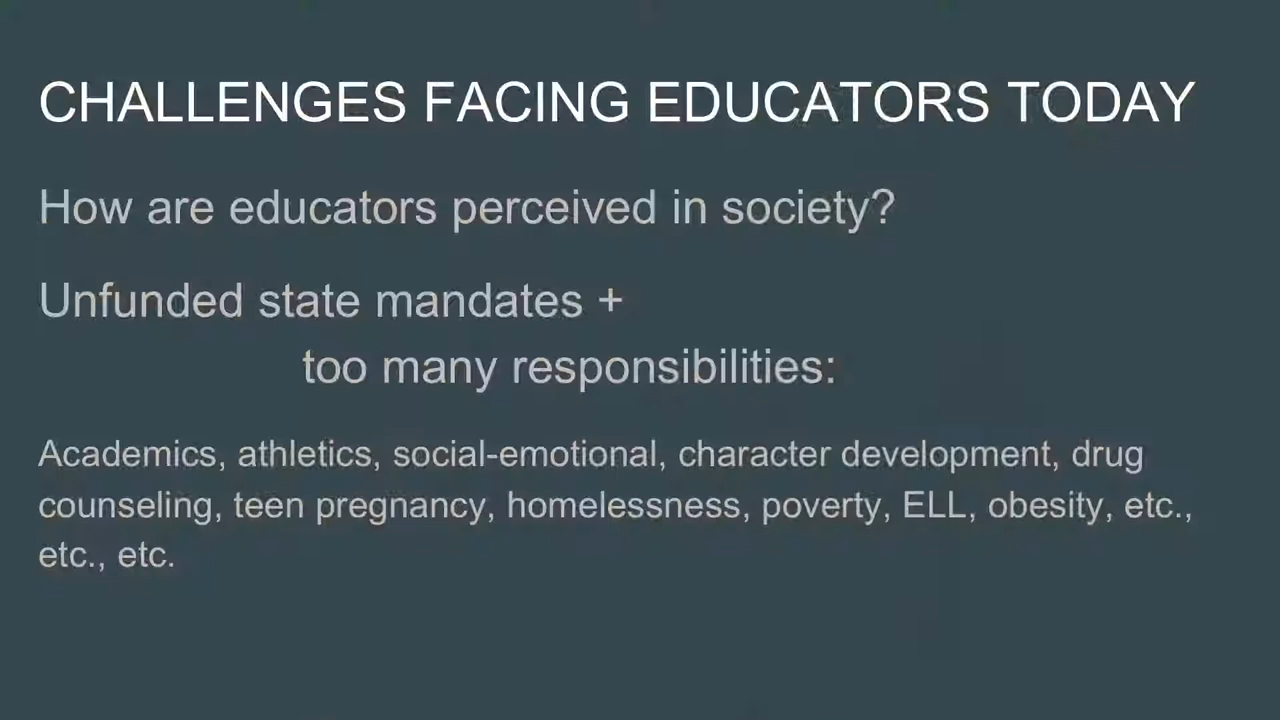 CHALLENGES FACING EDUCATORS TODAY
How are educators perceived in society?
Unfunded state mandates +
too many responsibilities:
Academics, athletics, social-emotional, character development, drug
counseling, teen pregnancy, homelessness, poverty, ELL, obesity, etc.,
etc., etc.